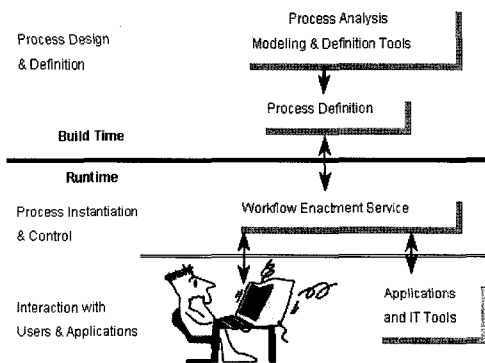 Process Analysis
Process Design
Modeling & Definition Tools
& Definition
Process Definition
Build Time
Runtime
Process Instantiation
Workflow Enactment Service
& Control
Interaction with
Applications
Users & Applications
and IT Tools